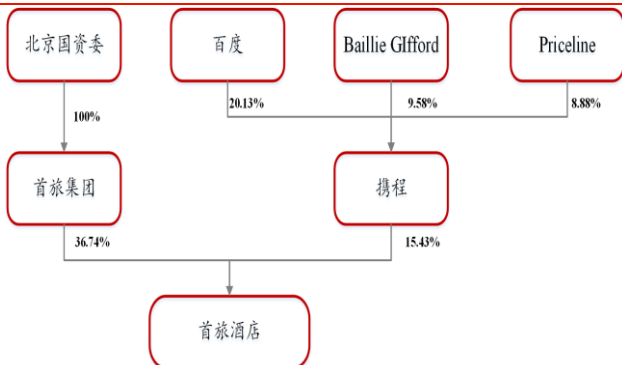 北京国资委
百度
Baillie GIfford
Priceline
100%
20.13%
9.58%
8.88%
首旅集团
携程
36.74%
15.43%
首旅酒店